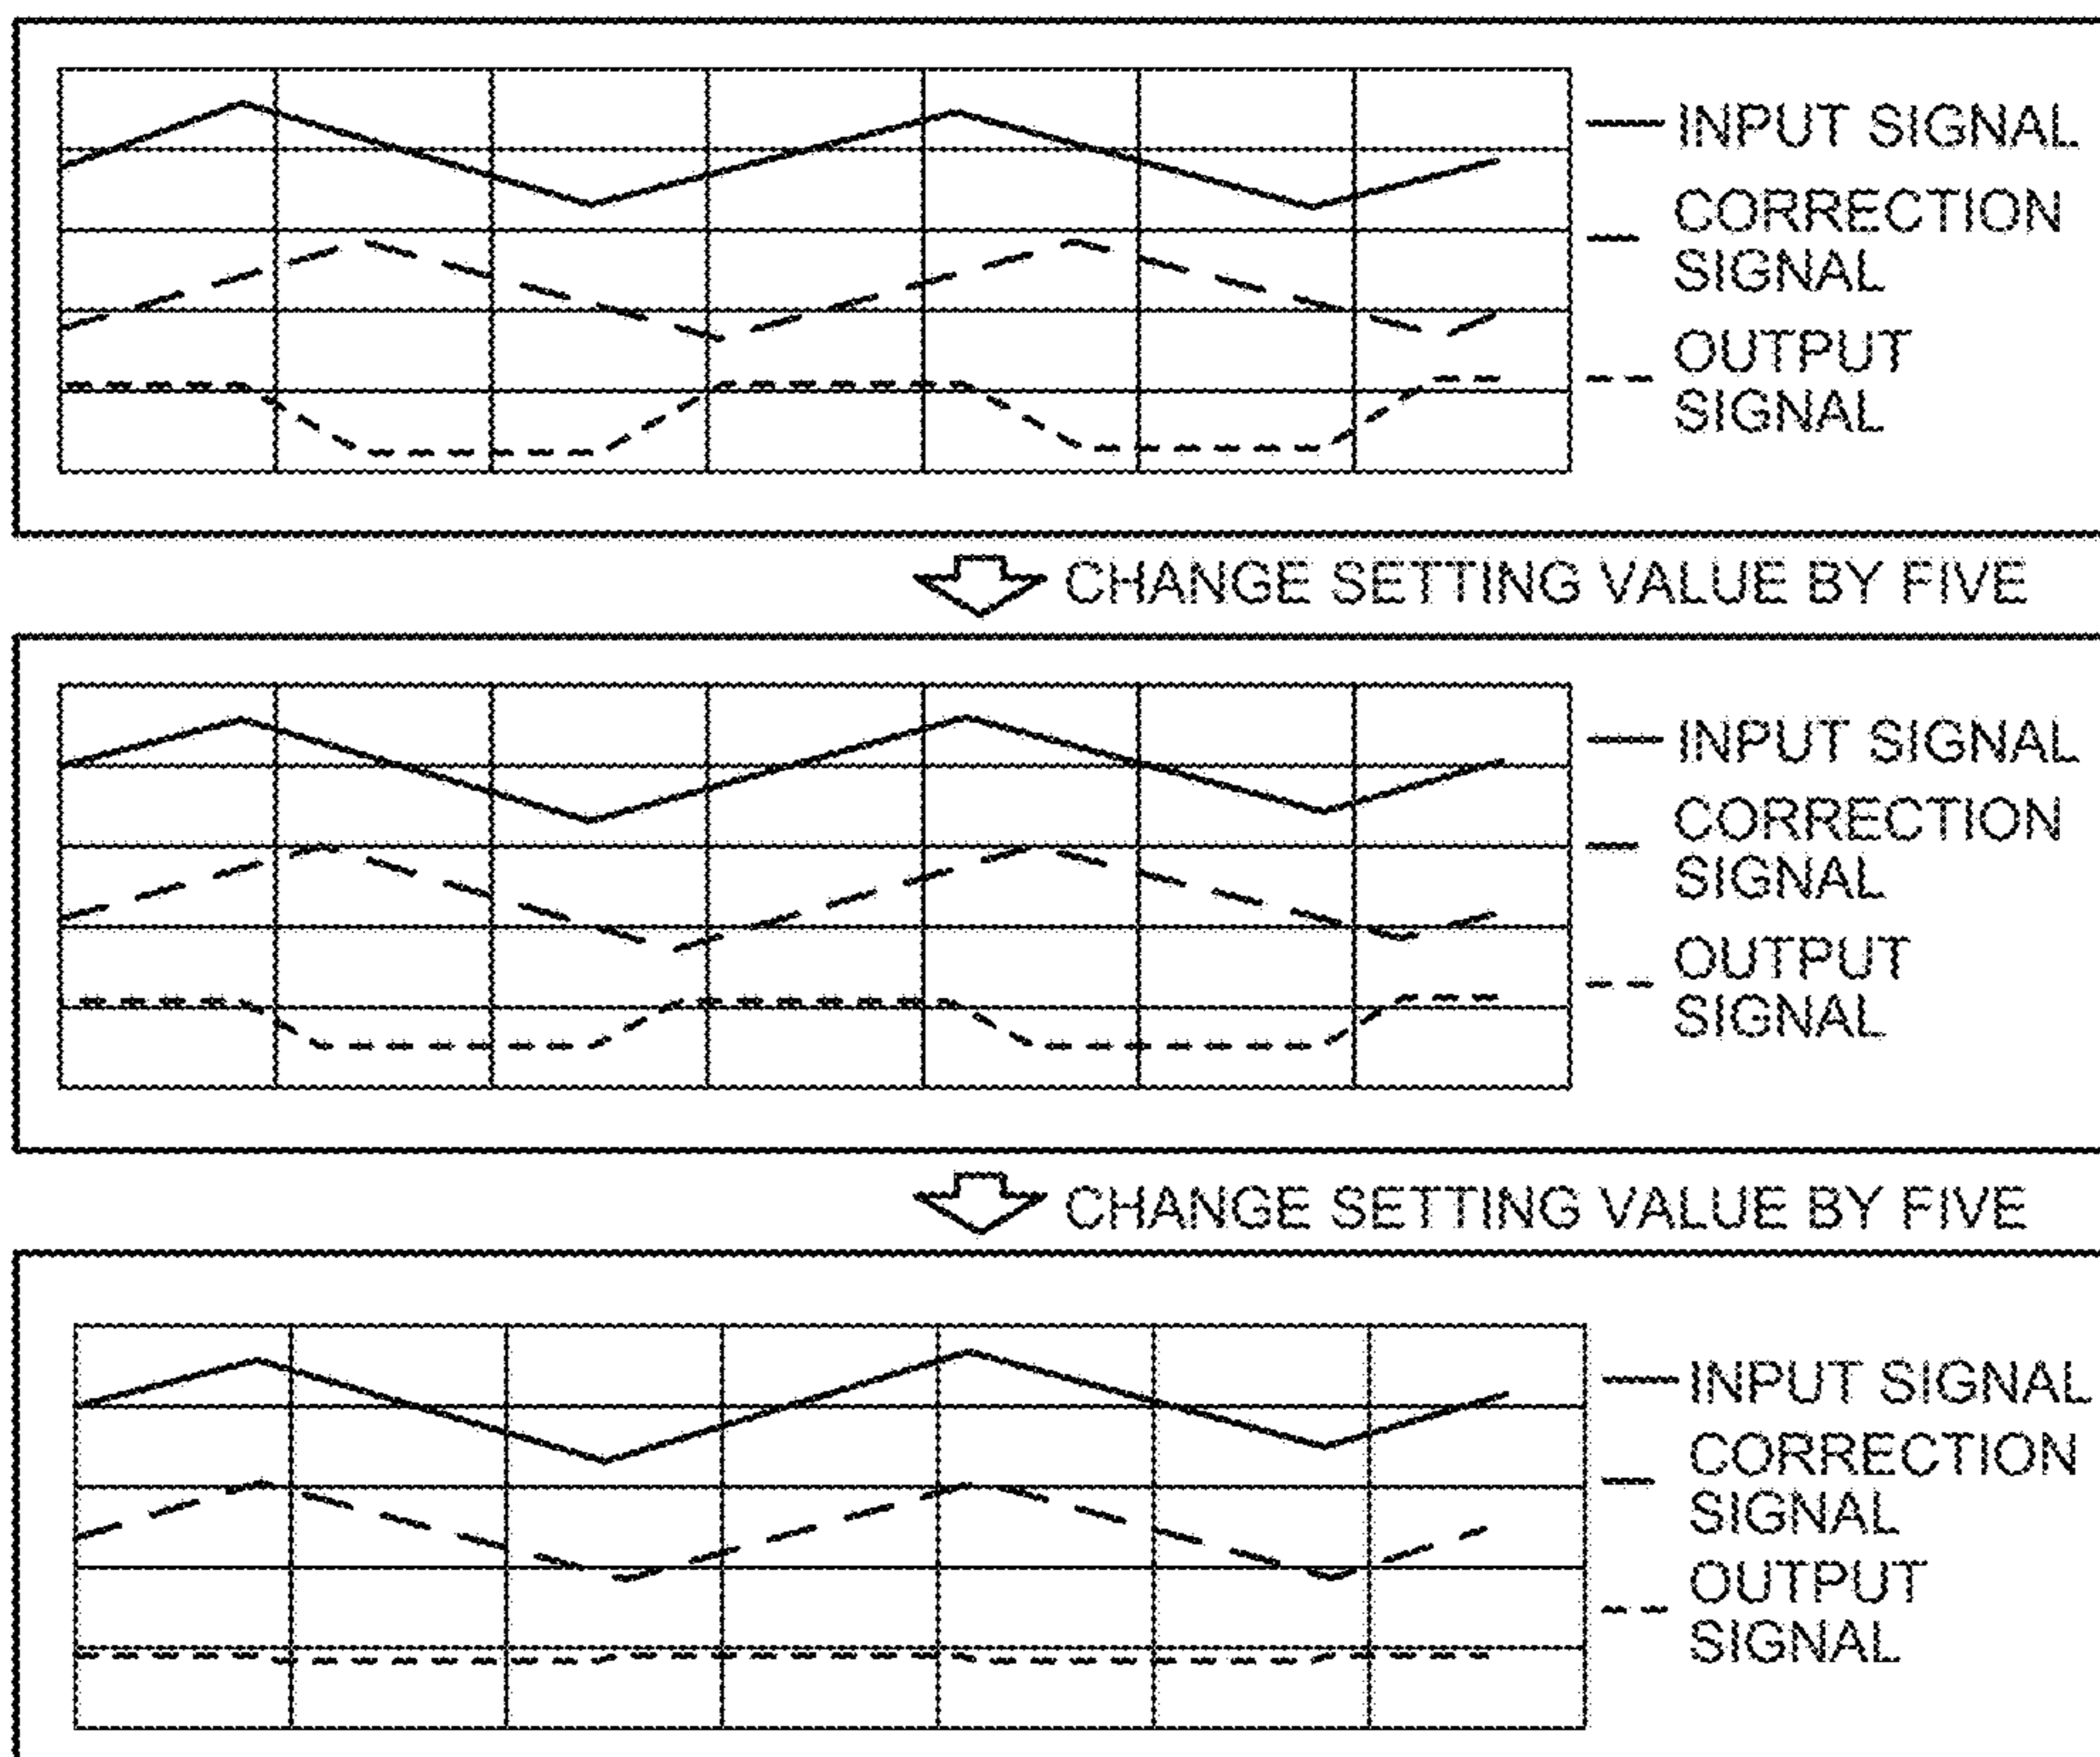 INPUT SIGNAL
CORRECTION
SIGNAL
OUTPUT
SIGNAL
CHANGE SETTING VALUE BY FIVE
INPUT SIGNAL
CORRECTION
SIGNAL
OUTPUT
SIGNAL
CHANGE SETTING VALUE BY FIVE
INPUT SIGNAL
CORRECTION
SIGNAL
OUTPUT
SIGNAL